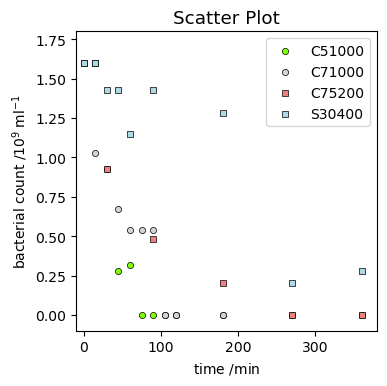 Scatter Plot
1.75
1.50
1.25
1.00
0.75
0.50
0.25
0.00
bacterial count /10⁹ ml⁻¹
C51000
C71000
C75200
S30400
0
100
200
300
time /min